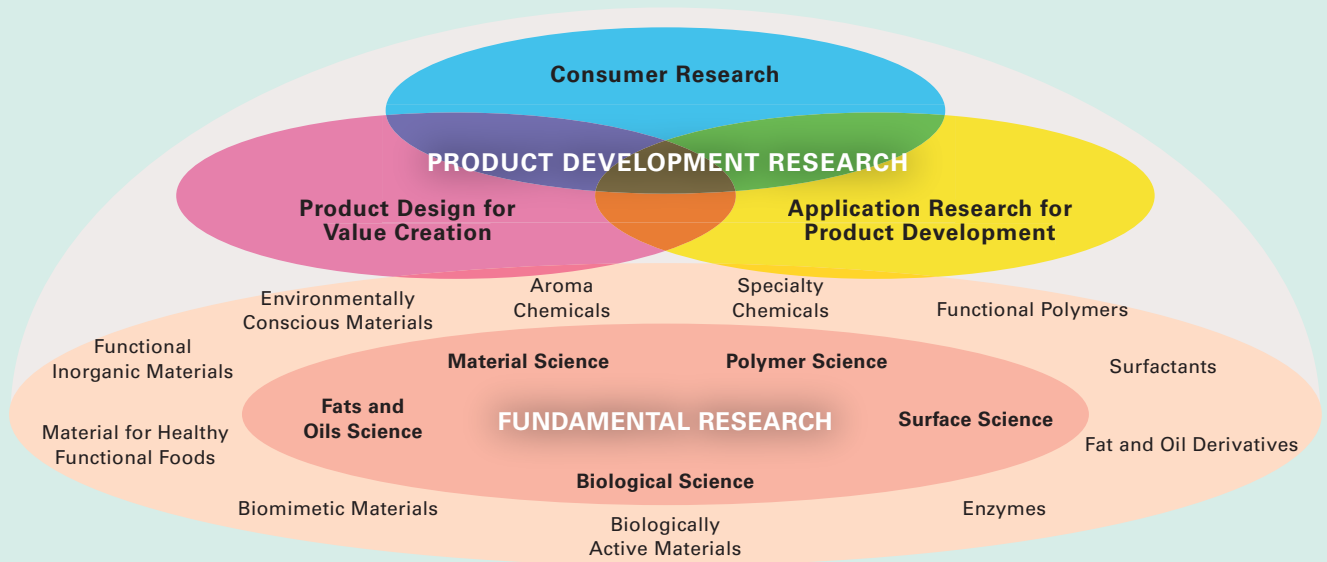 Consumer Research
PRODUCT DEVELOPMENT RESEARCH
Product Design for
Value Creation
Application Research for
Product Development
Environmentally
Conscious Materials
Aroma
Chemicals
Specialty
Chemicals
Functional Polymers
Functional
Inorganic Materials
Material Science
Polymer Science
Surfactants
Fats and
Oils Science
FUNDAMENTAL RESEARCH
Surface Science
Material for Healthy
Functional Foods
Fat and Oil Derivatives
Biological Science
Biomimetic Materials
Biologically
Active Materials
Enzymes